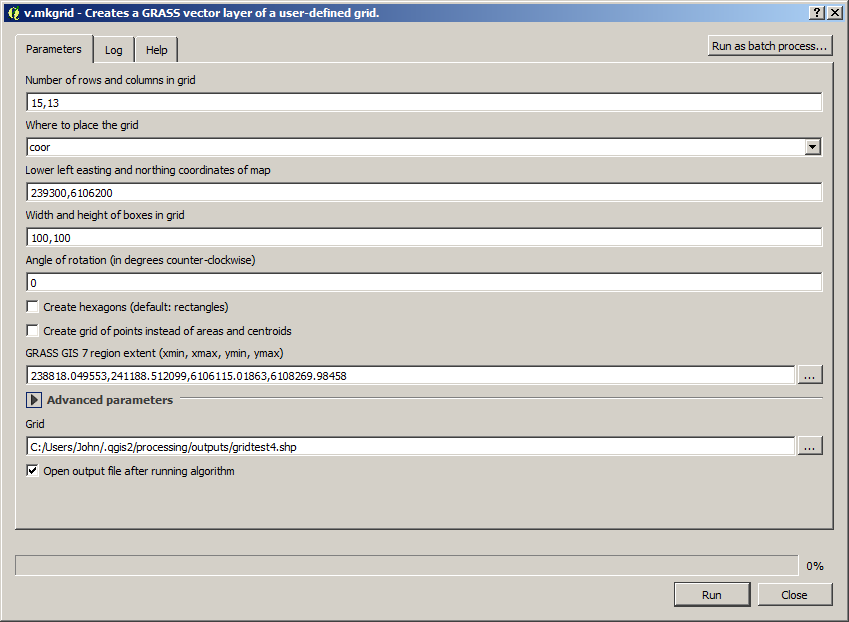 v.mkgrid - Creates a GRASS vector layer of a user-defined grid.
Parameters Log Help Run as batch process...
Number of rows and columns in grid
15,13
Where to place the grid
coor
Lower left easting and northing coordinates of map
239300,6106200
Width and height of boxes in grid
100,100
Angle of rotation (in degrees counter-clockwise)
0
Create hexagons (default: rectangles)
Create grid of points instead of areas and centroids
GRASS GIS 7 region extent (xmin, xmax, ymin, ymax)
238818.049553,241188.512099,6106115.01863,6108269.98458 ...
Advanced parameters
Grid
C:/Users/John/.qgis2/processing/outputs/gridtest4.shp ...
Open output file after running algorithm
0%
Run Close